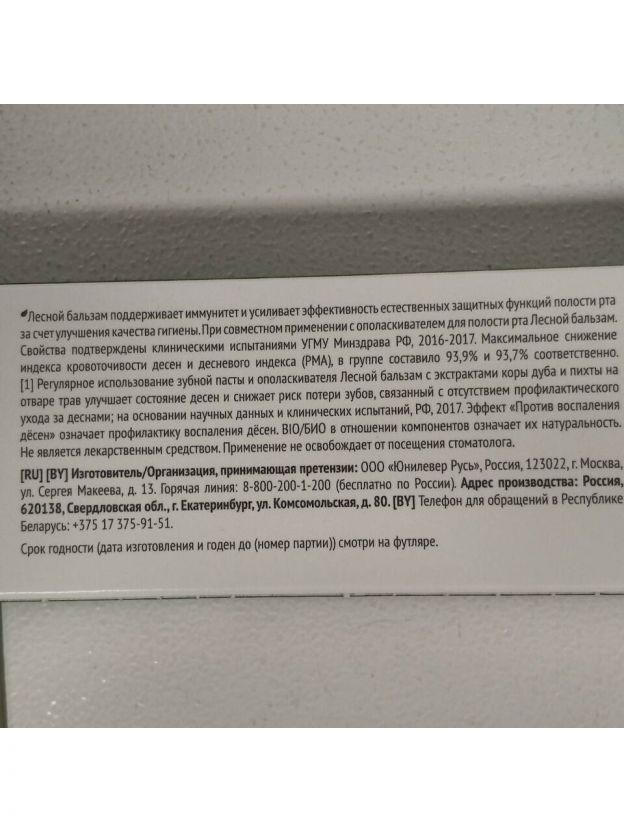 Лесной бальзам поддерживает иммунитет и усиливает эффективность естественных защитных функций полости рта
за счет улучшения качества гигиены. При совместном применении с ополаскивателем для полости рта Лесной бальзам.
Свойства подтверждены клиническими испытаниями УГМУ Минздрава РФ, 2016-2017. Максимальное снижение
индекса кровоточивости десен и десневого индекса (РМА), в группе составило 93,9% и 93,7% соответственно.
[1] Регулярное использование зубной пасты и ополаскивателя Лесной бальзам с экстрактами коры дуба и пихты на
отваре трав улучшает состояние десен и снижает риск потери зубов, связанный с отсутствием профилактического
ухода за деснами; на основании научных данных и клинических испытаний, РФ, 2017. Эффект «Против воспаления
дёсен» означает профилактику воспаления дёсен. BIO/БИО в отношении компонентов означает их натуральность.
Не является лекарственным средством. Применение не освобождает от посещения стоматолога.
[RU] [BY] Изготовитель/Организация, принимающая претензии: ООО «Юнилевер Русь», Россия, 123022, г. Москва,
ул. Сергея Макеева, д. 13. Горячая линия: 8-800-200-1-200 (бесплатно по России). Адрес производства: Россия,
620138, Свердловская обл., г. Екатеринбург, ул. Комсомольская, д. 80. [BY] Телефон для обращений в Республике
Беларусь: +375 17 375-91-51.
Срок годности (дата изготовления и годен до (номер партии)) смотри на футляре.